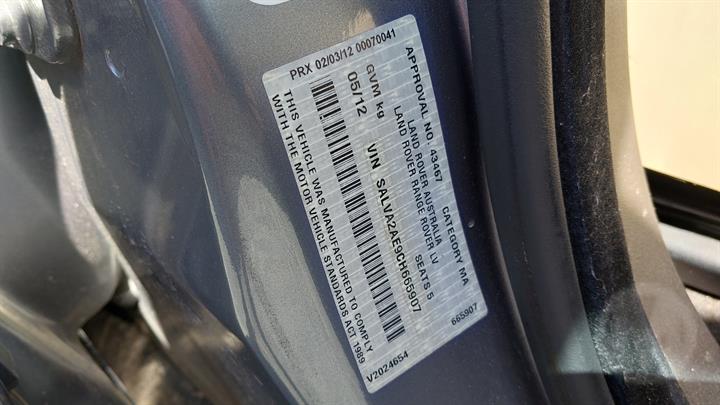 PRX 02/03/12 00070041
APPROVAL NO. 43467 CATEGORY MA
LAND ROVER AUSTRALIA
LAND ROVER RANGE ROVER LV
GVM kg SEATS 5
05/12 VIN SALVA2AE9CH665907
665907
THIS VEHICLE WAS MANUFACTURED TO COMPLY
WITH THE MOTOR VEHICLE STANDARDS ACT 1989
V2024654